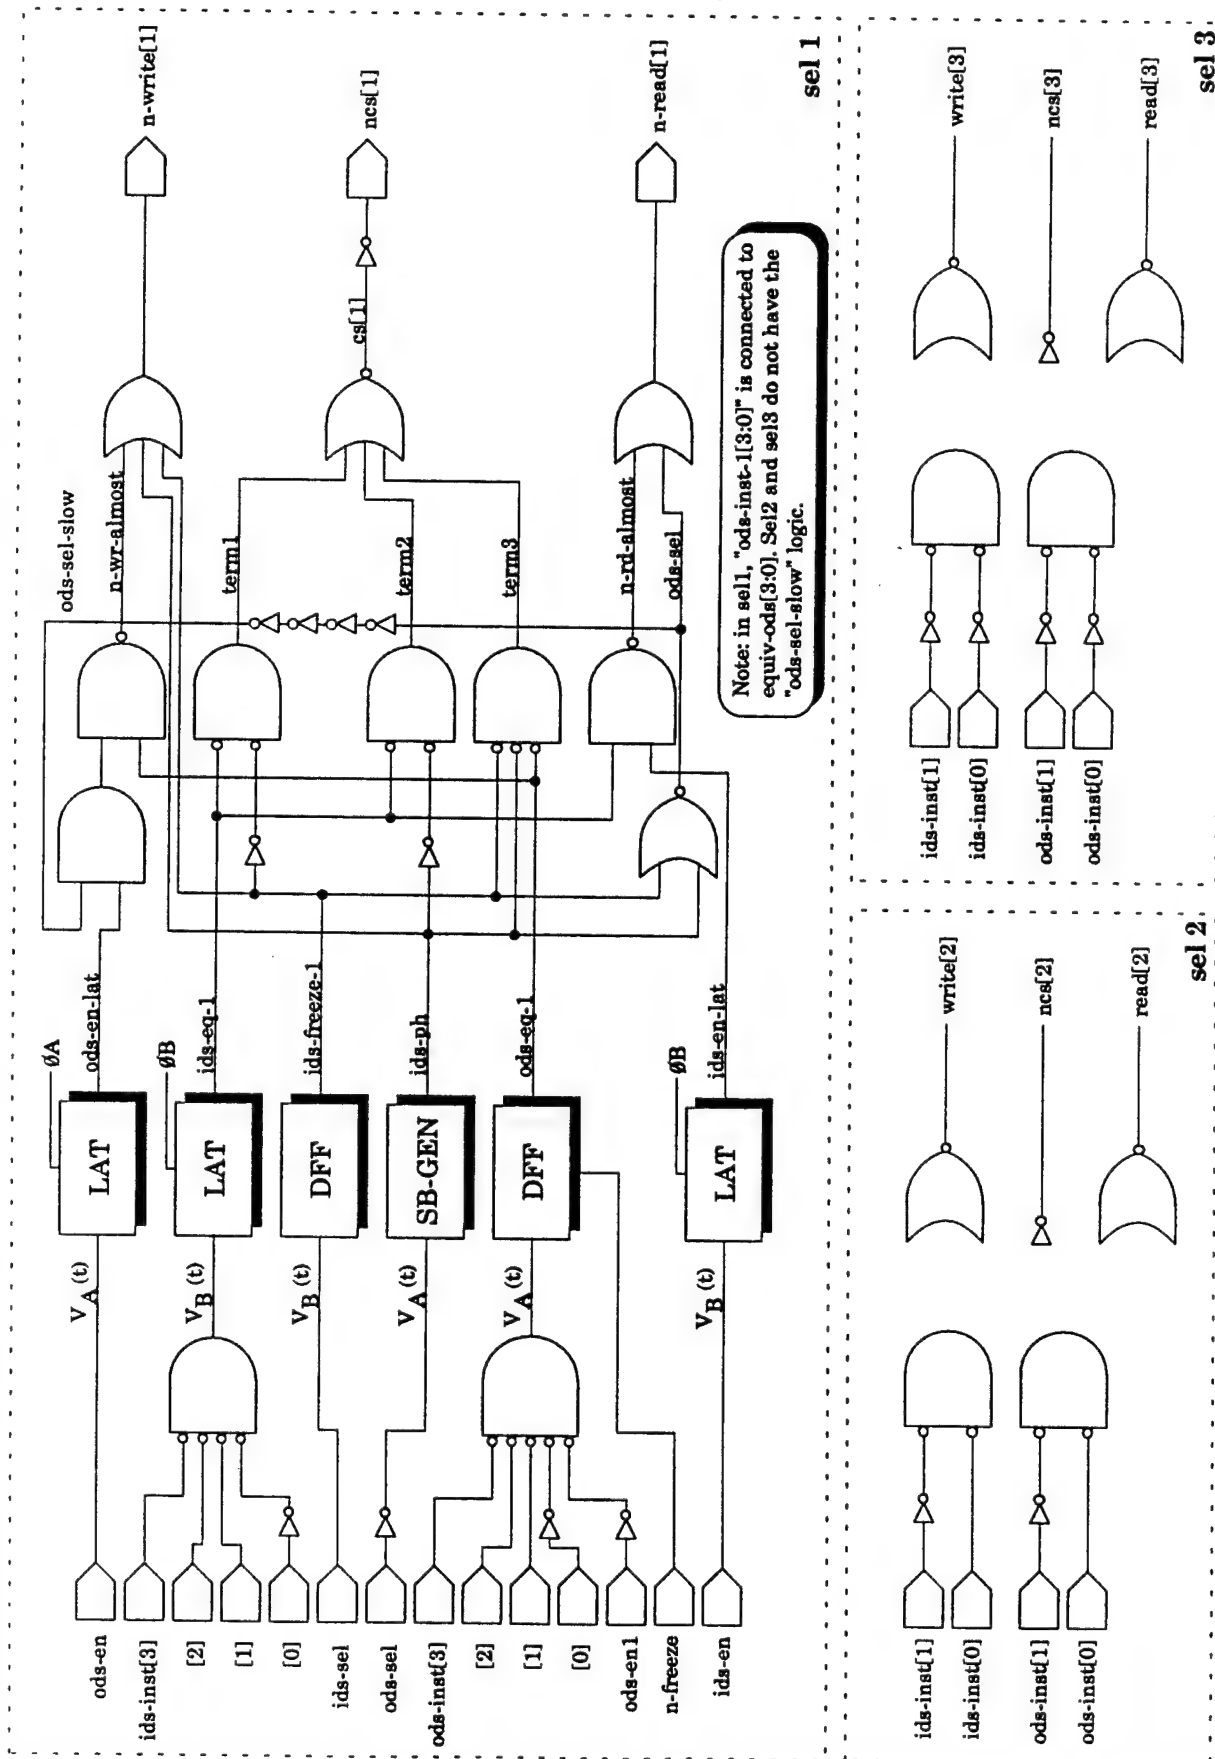 ods-en
ids-inst[3]
[2]
[1]
[0]
ids-sel
ods-sel
ods-inst[3]
[2]
[1]
[0]
ods-en1
n-freeze
ids-en
V A (t)
V B (t)
V B (t)
V A (t)
V A (t)
V B (t)
LAT
LAT
DFF
SB-GEN
DFF
LAT
ØA
ØB
ØB
ods-en-lat
ids-eq-1
ids-freeze-1
ids-ph
ods-eq-1
ids-en-lat
ods-sel-slow
n-wr-almost
term1
term2
term3
n-rd-almost
ods-sel
cs[1]
n-write[1]
ncs[1]
n-read[1]
Note: in sel1, "ods-inst-1[3:0]" is connected to
equiv-ods[3:0]. Sel2 and sel3 do not have the
"ods-sel-slow" logic.
sel 1
ids-inst[1]
ids-inst[0]
ods-inst[1]
ods-inst[0]
write[2]
ncs[2]
read[2]
sel 2
ids-inst[1]
ids-inst[0]
ods-inst[1]
ods-inst[0]
write[3]
ncs[3]
read[3]
sel 3